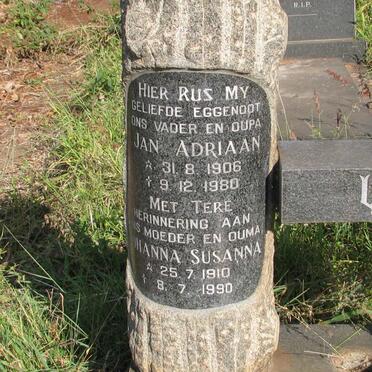 R.I.P.
HIER RUS MY
GELIEFDE EGGENOOT
ONS VADER EN OUPA
JAN ADRIAAN
* 31.8.1906
† 9.12.1980
MET TERE
HERINNERING AAN
MOEDER EN OUMA
SUSANNA
* 25.7.1910
† 8.7.1990